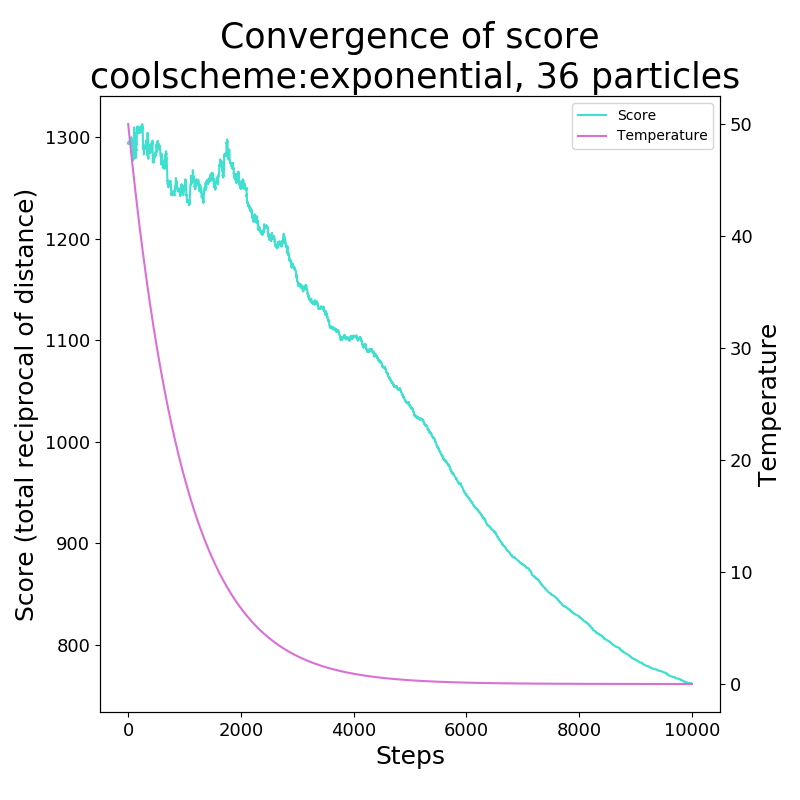 Convergence of score
coolscheme:exponential, 36 particles
Score
Temperature
Score (total reciprocal of distance)
1300
1200
1100
1000
900
800
50
40
30
20
10
0
Temperature
0 2000 4000 6000 8000 10000
Steps